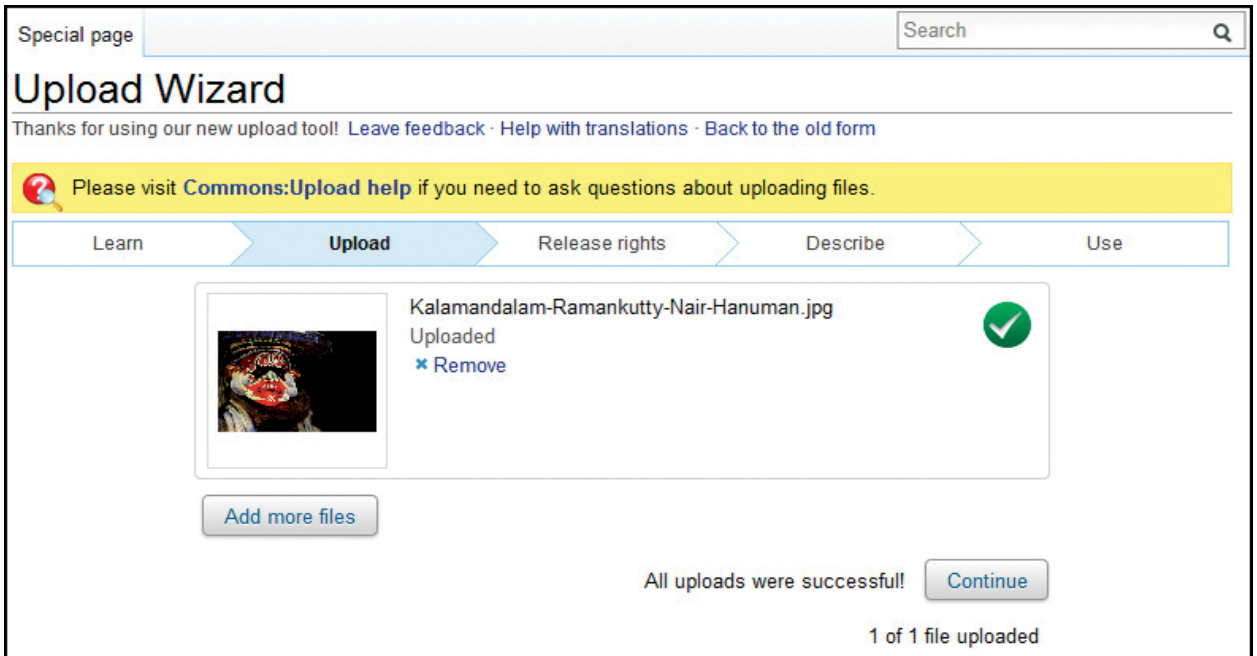 Special page
Search
Upload Wizard
Thanks for using our new upload tool! Leave feedback · Help with translations · Back to the old form
Please visit Commons:Upload help if you need to ask questions about uploading files.
Learn Upload Release rights Describe Use
Kalamandalam-Ramankutty-Nair-Hanuman.jpg
Uploaded
Remove
Add more files
All uploads were successful! Continue
1 of 1 file uploaded